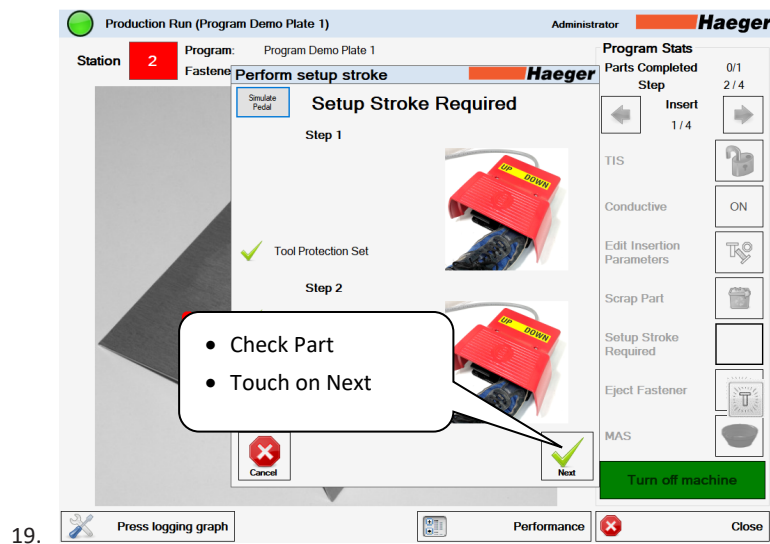 Production Run (Program Demo Plate 1)
Administrator
Haeger
Station
2
Program: Program Demo Plate 1
Fastene
Perform setup stroke
Haeger
Simulate
Pedal
Setup Stroke Required
Step 1
UP DOWN
Tool Protection Set
Step 2
UP DOWN
• Check Part
• Touch on Next
Cancel
Next
Program Stats
Parts Completed 0/1
Step 2 / 4
Insert
1 / 4
TIS
Conductive ON
Edit Insertion
Parameters
Scrap Part
Setup Stroke
Required
Eject Fastener
MAS
Turn off machine
19.
Press logging graph
Performance
Close